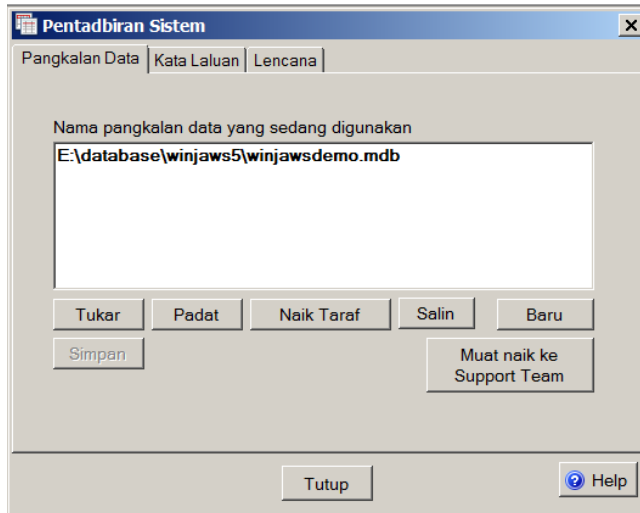 Pentadbiran Sistem
Pangkalan Data
Kata Laluan
Lencana
Nama pangkalan data yang sedang digunakan
E:\database\winjaws5\winjawsdemo.mdb
Tukar
Padat
Naik Taraf
Salin
Baru
Simpan
Muat naik ke
Support Team
Tutup
Help